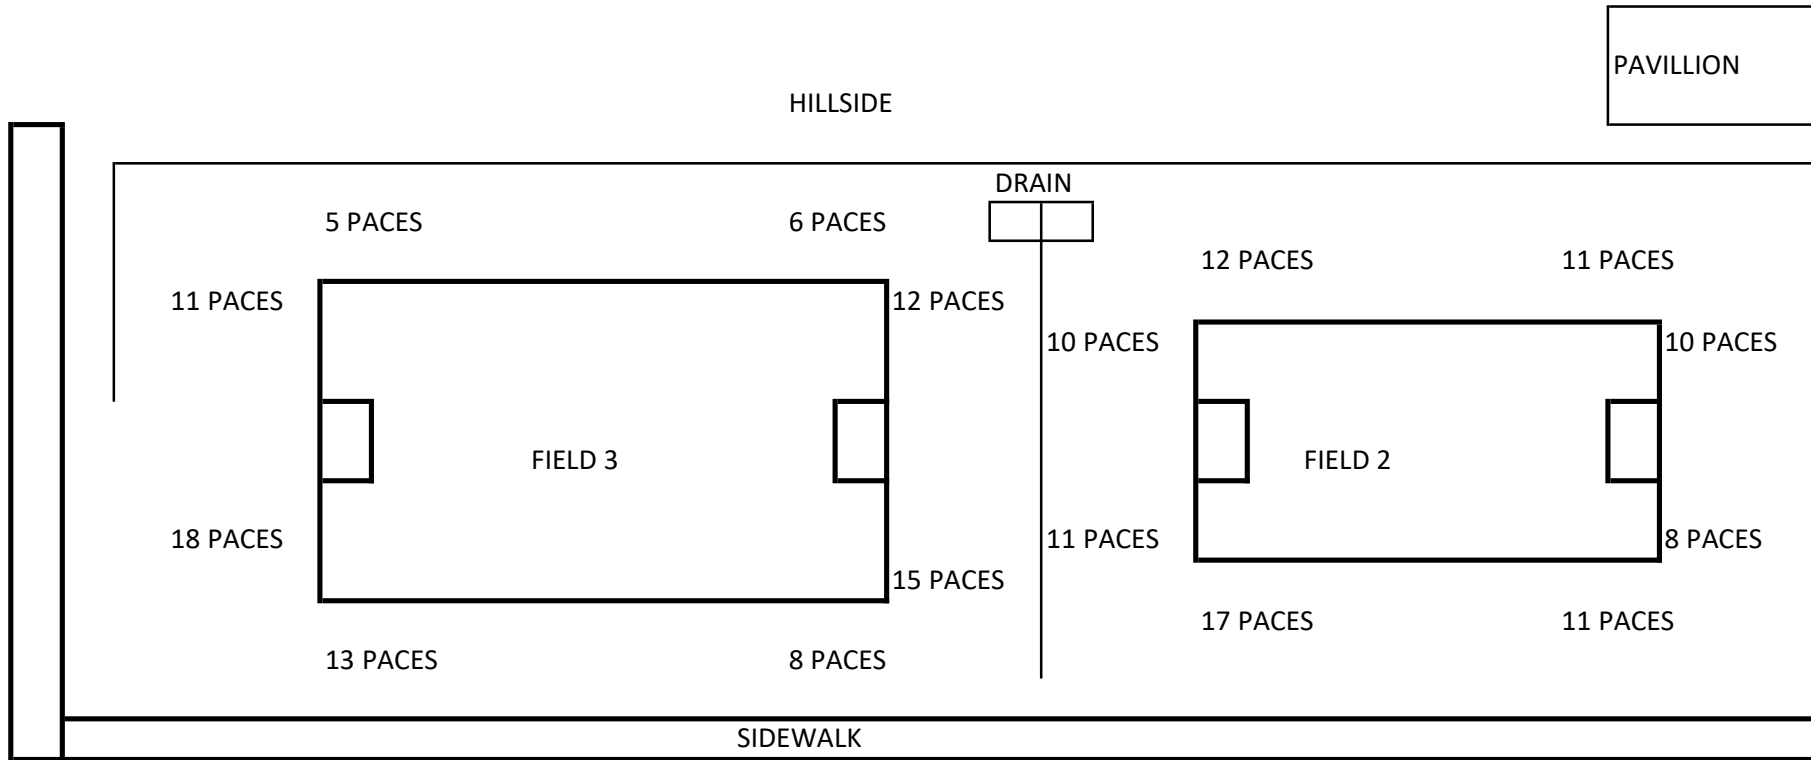 PAVILLION
HILLSIDE
DRAIN
5 PACES
6 PACES
12 PACES
11 PACES
11 PACES
12 PACES
10 PACES
10 PACES
FIELD 3
FIELD 2
18 PACES
11 PACES
8 PACES
15 PACES
17 PACES
11 PACES
13 PACES
8 PACES
SIDEWALK